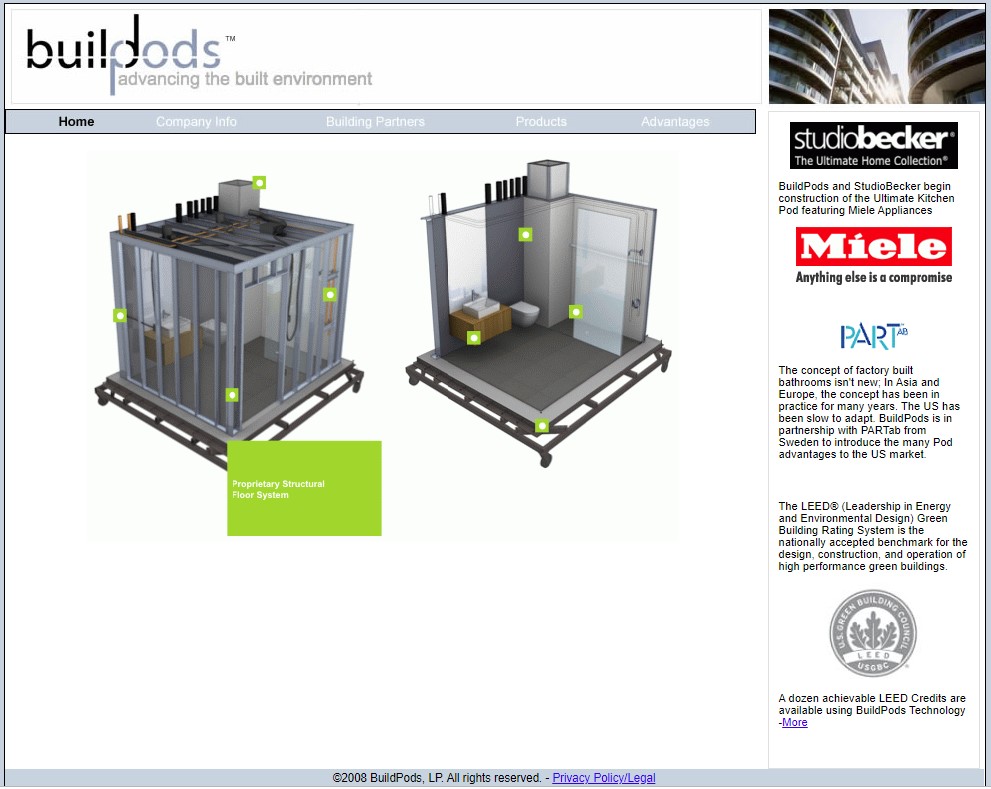 buildpods™
advancing the built environment
Home Company Info Building Partners Products Advantages
Proprietary Structural
Floor System
studiobecker®
The Ultimate Home Collection®
BuildPods and StudioBecker begin
construction of the Ultimate Kitchen
Pod featuring Miele Appliances
Miele
Anything else is a compromise
PART AB
The concept of factory built
bathrooms isn't new; In Asia and
Europe, the concept has been in
practice for many years. The US has
been slow to adapt. BuildPods is in
partnership with PARTab from
Sweden to introduce the many Pod
advantages to the US market.
The LEED® (Leadership in Energy
and Environmental Design) Green
Building Rating System is the
nationally accepted benchmark for the
design, construction, and operation of
high performance green buildings.
U.S. GREEN BUILDING COUNCIL
LEED
USGBC
A dozen achievable LEED Credits are
available using BuildPods Technology
-More
©2008 BuildPods, LP. All rights reserved. - Privacy Policy/Legal